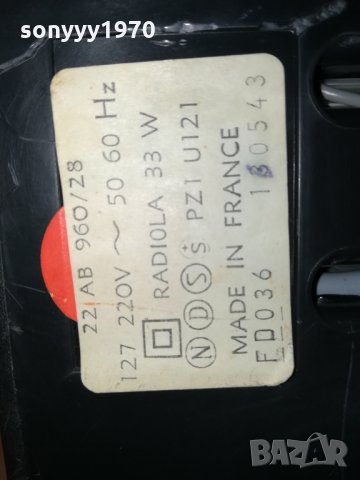 sonyyy1970
22 AB 960/28
127 220V ~ 50 60 Hz
RADIOLA 33 W
N D S S PZ1 U121
MADE IN FRANCE
FD036 130543
BAZAR.bg